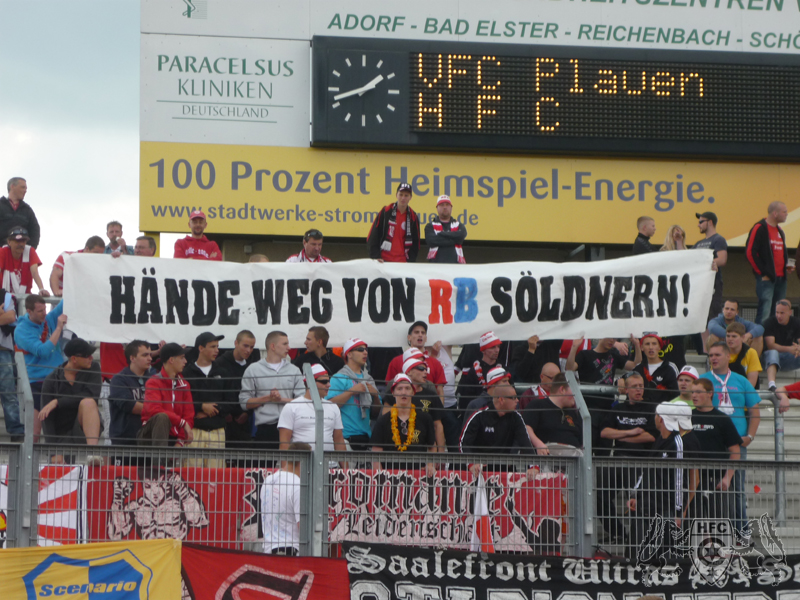 ADORF - BAD ELSTER - REICHENBACH - SCHÖ
PARACELSUS
KLINIKEN
DEUTSCHLAND
VFC Plauen
H F C
100 Prozent Heimspiel-Energie.
www.stadtwerke-strom
HÄNDE WEG VON RB SÖLDNERN!
Leidenschaft
Scenario
Saalefront Ultras
HFC